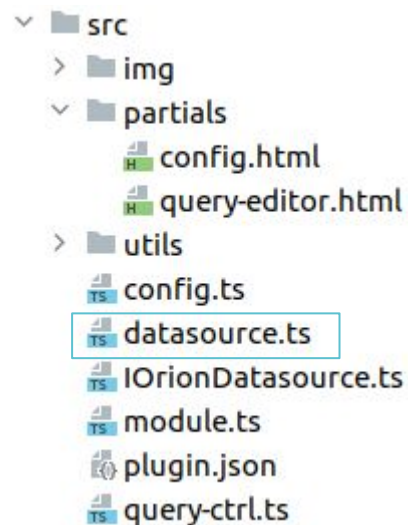 src
img
partials
config.html
query-editor.html
utils
config.ts
datasource.ts
IOrionDatasource.ts
module.ts
plugin.json
query-ctrl.ts